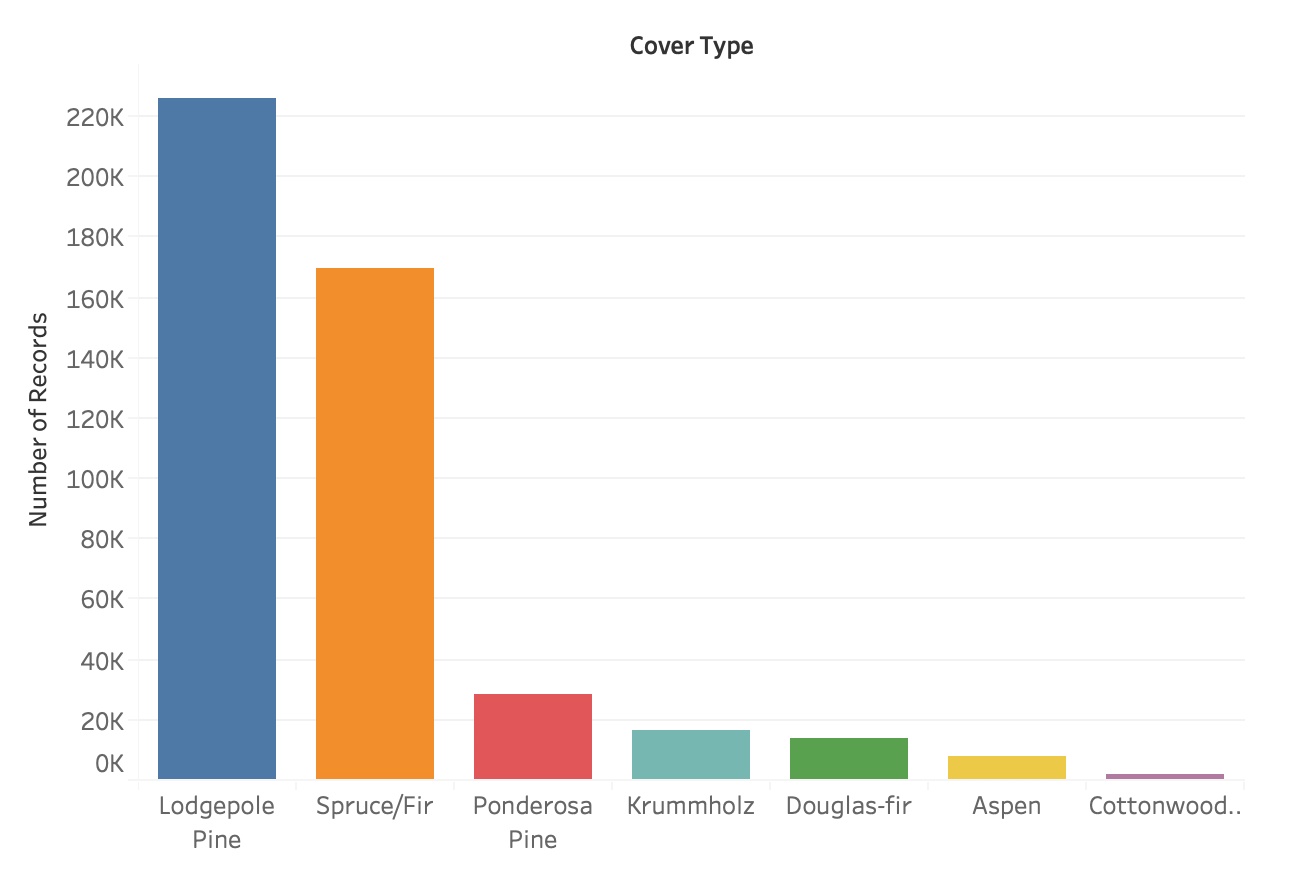 Cover Type
Number of Records
220K
200K
180K
160K
140K
120K
100K
80K
60K
40K
20K
0K
Lodgepole
Pine
Spruce/Fir
Ponderosa
Pine
Krummholz
Douglas-fir
Aspen
Cottonwood..